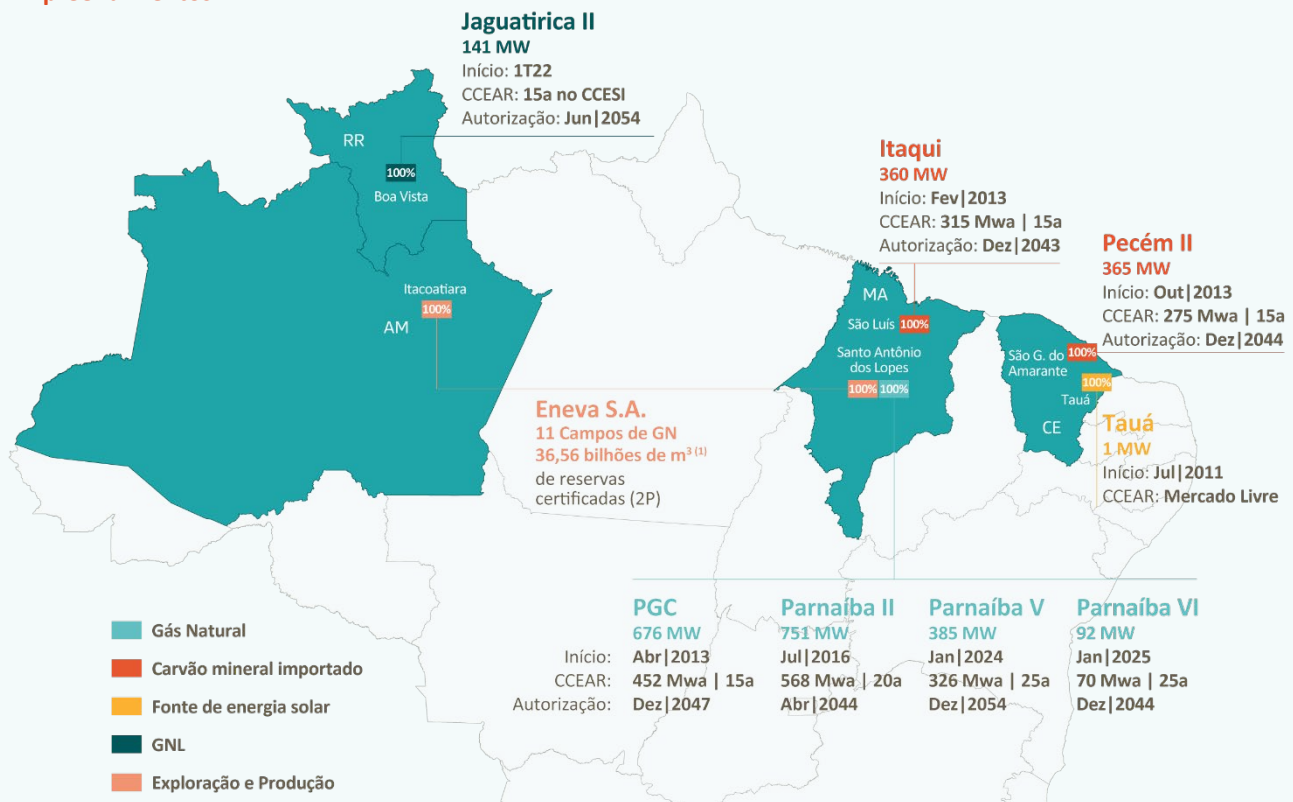 Jaguatirica II
141 MW
Início: 1T22
CCEAR: 15a no CCESI
Autorização: Jun|2054
RR
100%
Boa Vista
Itacoatiara
100%
AM
Itaqui
360 MW
Início: Fev|2013
CCEAR: 315 Mwa | 15a
Autorização: Dez|2043
Pecém II
365 MW
Início: Out|2013
CCEAR: 275 Mwa | 15a
Autorização: Dez|2044
MA
São Luís 100%
Santo Antônio
dos Lopes
100% 100%
São G. do
Amarante
100%
100%
Tauá
CE
Tauá
1 MW
Início: Jul|2011
CCEAR: Mercado Livre
Eneva S.A.
11 Campos de GN
36,56 bilhões de m³ (1)
de reservas
certificadas (2P)
PGC Parnaíba II Parnaíba V Parnaíba VI
676 MW 751 MW 385 MW 92 MW
Início: Abr|2013 Jul|2016 Jan|2024 Jan|2025
CCEAR: 452 Mwa | 15a 568 Mwa | 20a 326 Mwa | 25a 70 Mwa | 25a
Autorização: Dez|2047 Abr|2044 Dez|2054 Dez|2044
Gás Natural
Carvão mineral importado
Fonte de energia solar
GNL
Exploração e Produção